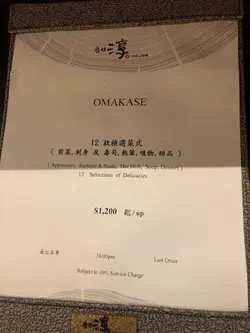 加淳
OMAKASE
12 款精選菜式
( 前菜, 刺身 及 壽司, 熱葷, 吸物, 甜品 )
(Appetizers, Sashimi & Sushi, Hot Dish, Soup, Dessert)
12 Selections of Delicacies
$1,200 起 / up
最後落單 10:00pm Last Order
Subject to 10% Service Charge